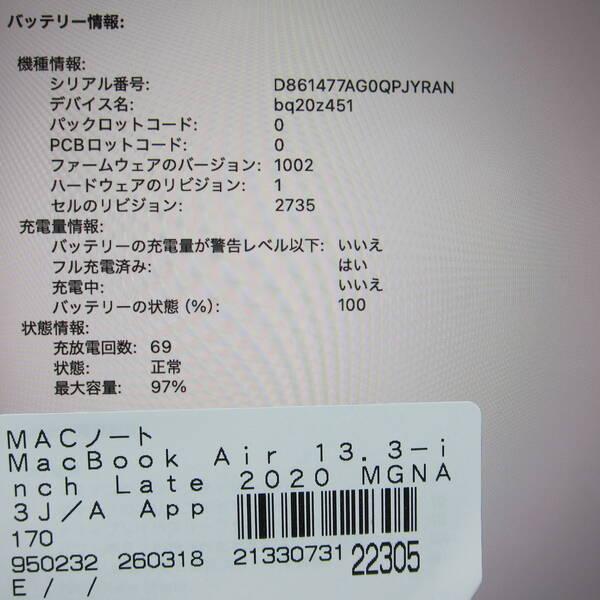 バッテリー情報:
機種情報:
シリアル番号: D861477AG0QPJYRAN
デバイス名: bq20z451
パックロットコード: 0
PCBロットコード: 0
ファームウェアのバージョン: 1002
ハードウェアのリビジョン: 1
セルのリビジョン: 2735
充電量情報:
バッテリーの充電量が警告レベル以下: いいえ
フル充電済み: はい
充電中: いいえ
バッテリーの状態（%）: 100
状態情報:
充放電回数: 69
状態: 正常
最大容量: 97%
MACノート
MacBook Air 13.3-i
nch Late 2020 MGNA
3J/A App
170
950232 260318 21330731 22305
E / /